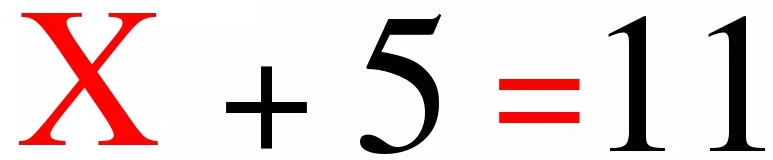 X + 5 = 11